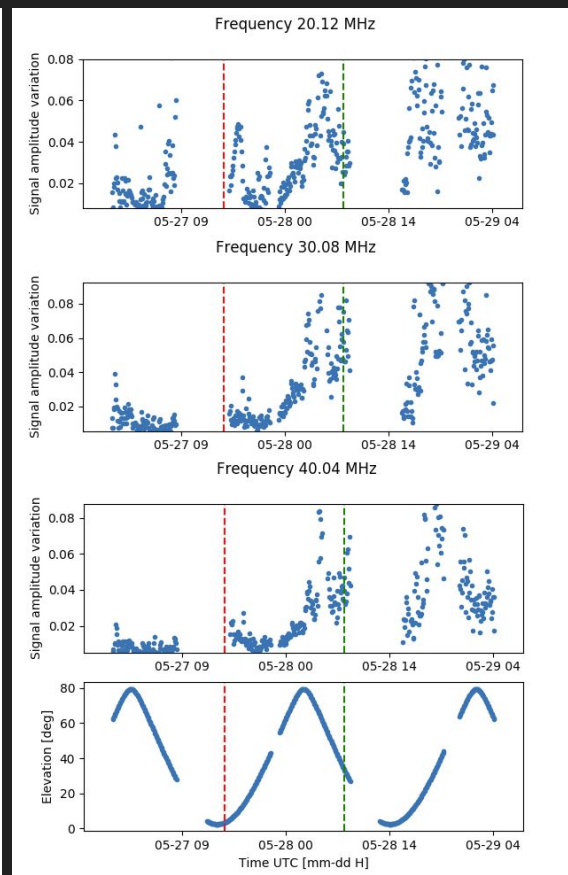 Frequency 20.12 MHz
Signal amplitude variation
0.08
0.06
0.04
0.02
05-27 09 05-28 00 05-28 14 05-29 04
Frequency 30.08 MHz
Signal amplitude variation
0.08
0.06
0.04
0.02
05-27 09 05-28 00 05-28 14 05-29 04
Frequency 40.04 MHz
Signal amplitude variation
0.08
0.06
0.04
0.02
05-27 09 05-28 00 05-28 14 05-29 04
Elevation [deg]
80
60
40
20
0
05-27 09 05-28 00 05-28 14 05-29 04
Time UTC [mm-dd H]